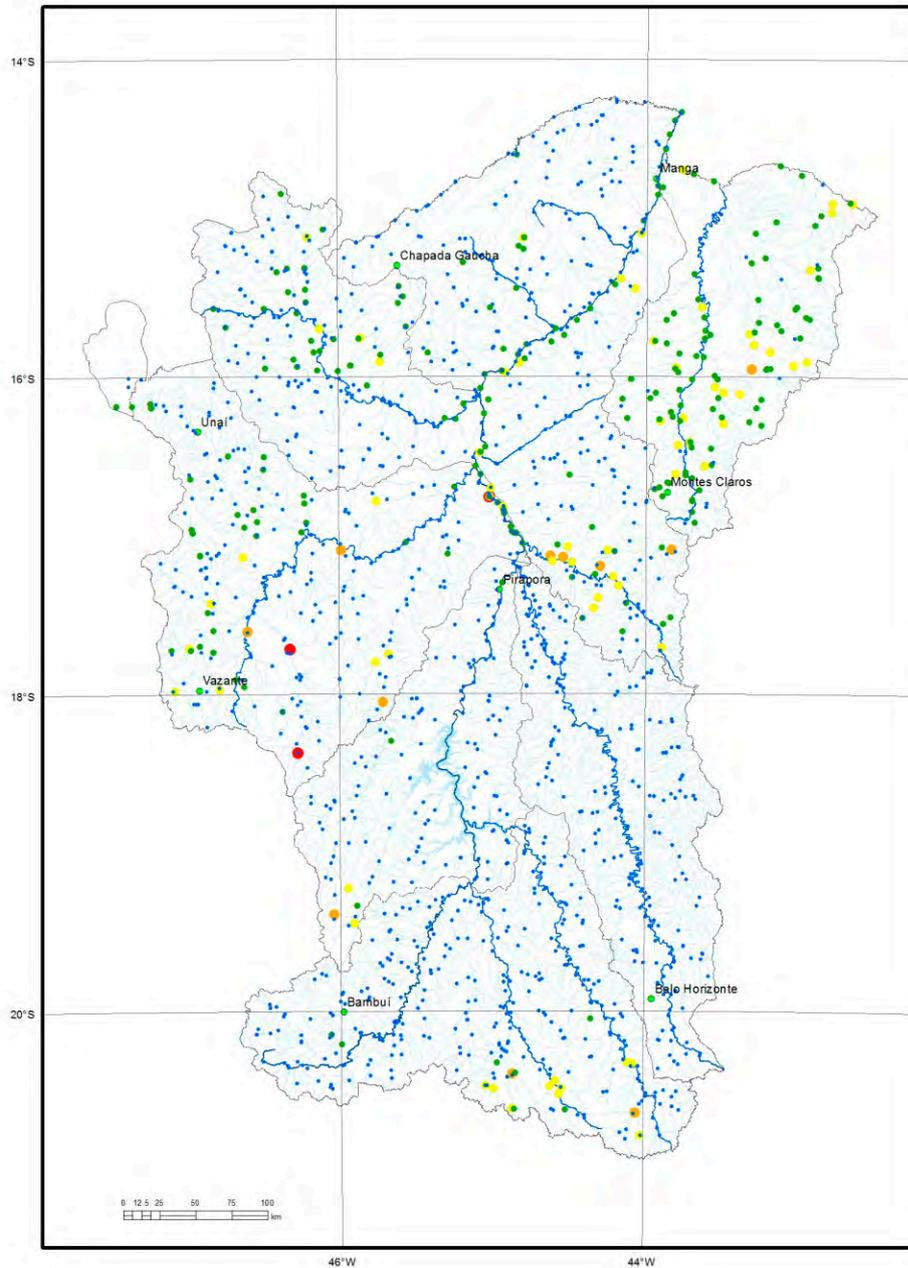 14°S
Manga
Chapada Gaúcha
16°S
Unaí
Montes Claros
Pirapora
18°S
Vazante
Belo Horizonte
20°S
Bambuí
0 12,5 25 50 75 100
km
46°W 44°W